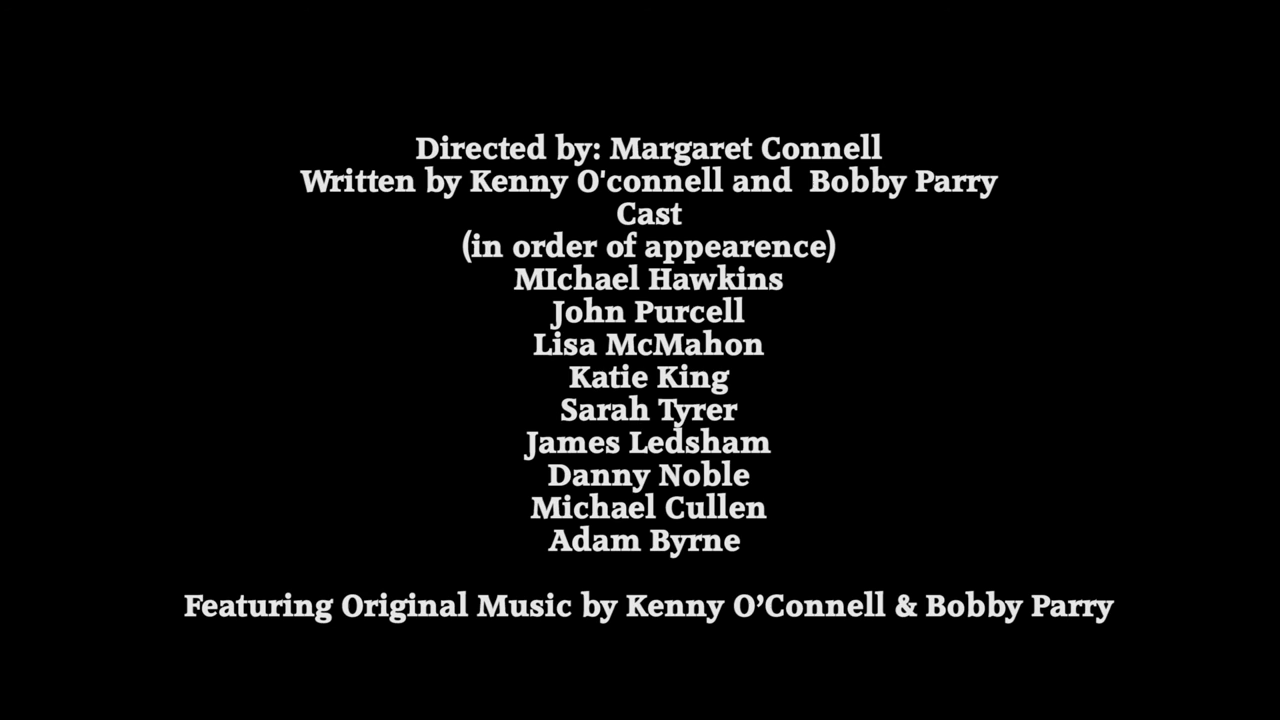 Directed by: Margaret Connell
Written by Kenny O'connell and  Bobby Parry
Cast
(in order of appearence)
MIchael Hawkins
John Purcell
Lisa McMahon
Katie King
Sarah Tyrer
James Ledsham
Danny Noble
Michael Cullen
Adam Byrne
Featuring Original Music by Kenny O’Connell & Bobby Parry